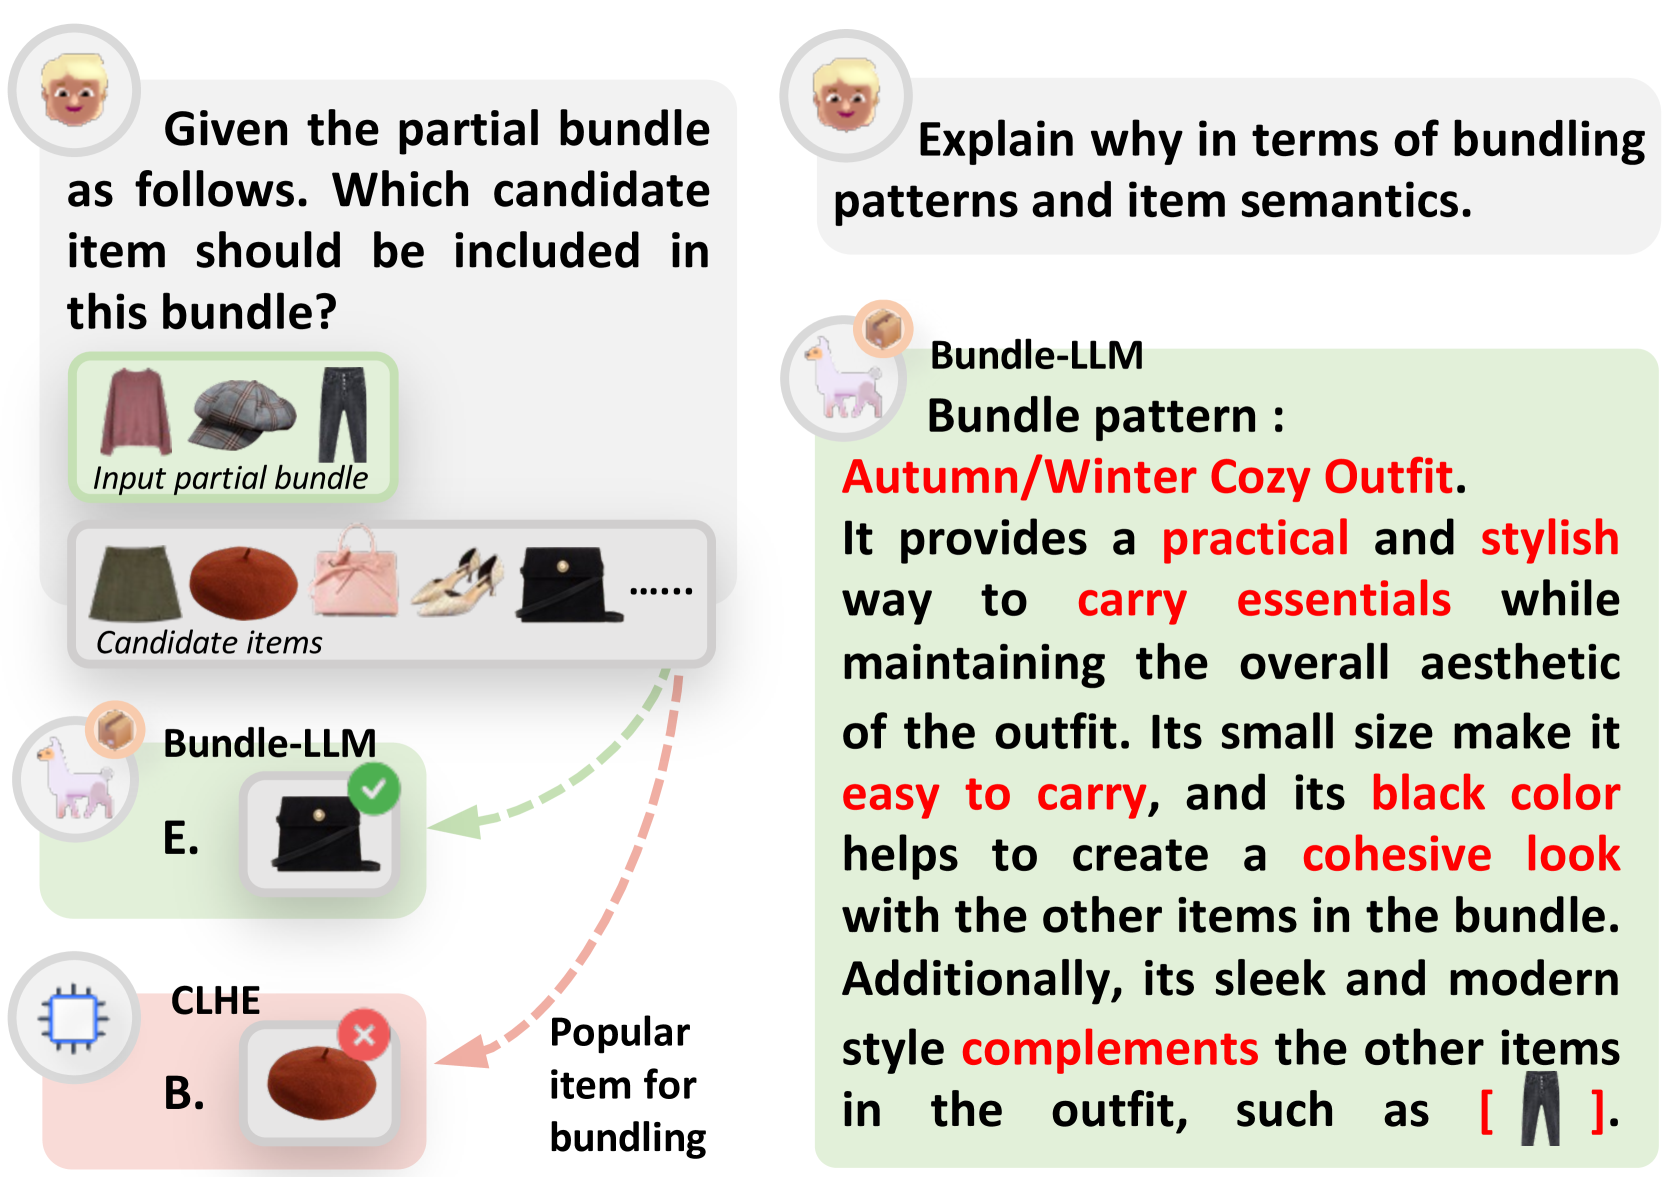 Given the partial bundle
as follows. Which candidate
item should be included in
this bundle?
Input partial bundle
......
Candidate items
Bundle-LLM
E.
CLHE
B.
Popular
item for
bundling
Explain why in terms of bundling
patterns and item semantics.
Bundle-LLM
Bundle pattern :
Autumn/Winter Cozy Outfit.
It provides a practical and stylish
way to carry essentials while
maintaining the overall aesthetic
of the outfit. Its small size make it
easy to carry, and its black color
helps to create a cohesive look
with the other items in the bundle.
Additionally, its sleek and modern
style complements the other items
in the outfit, such as [ ].